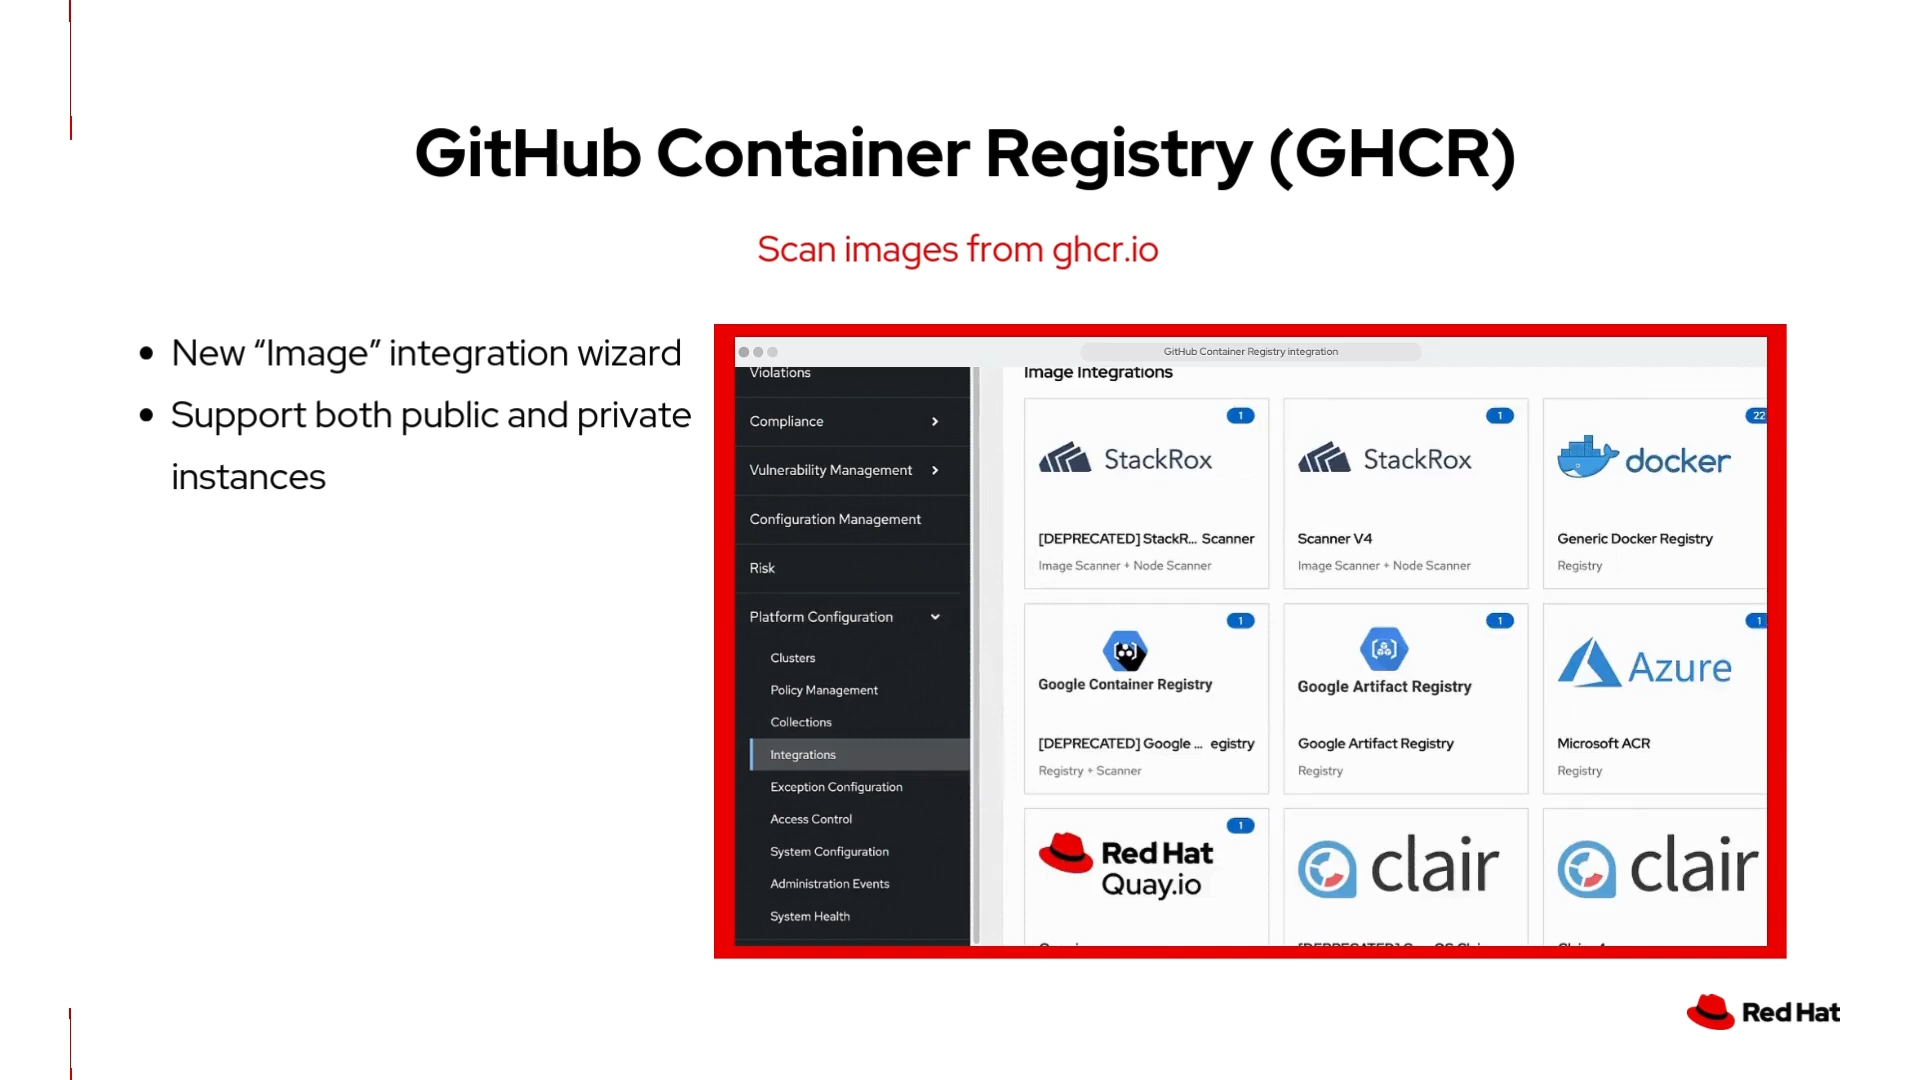 GitHub Container Registry (GHCR)
Scan images from ghcr.io
• New “Image” integration wizard
• Support both public and private
instances
GitHub Container Registry integration
Violations
Compliance
Vulnerability Management
Configuration Management
Risk
Platform Configuration
Clusters
Policy Management
Collections
Integrations
Exception Configuration
Access Control
System Configuration
Administration Events
System Health
Image Integrations
1
StackRox
[DEPRECATED] StackR... Scanner
Image Scanner + Node Scanner
1
StackRox
Scanner V4
Image Scanner + Node Scanner
22
docker
Generic Docker Registry
Registry
1
Google Container Registry
[DEPRECATED] Google ... egistry
Registry + Scanner
1
Google Artifact Registry
Google Artifact Registry
Registry
1
Azure
Microsoft ACR
Registry
1
Red Hat
Quay.io
clair
clair
Red Hat